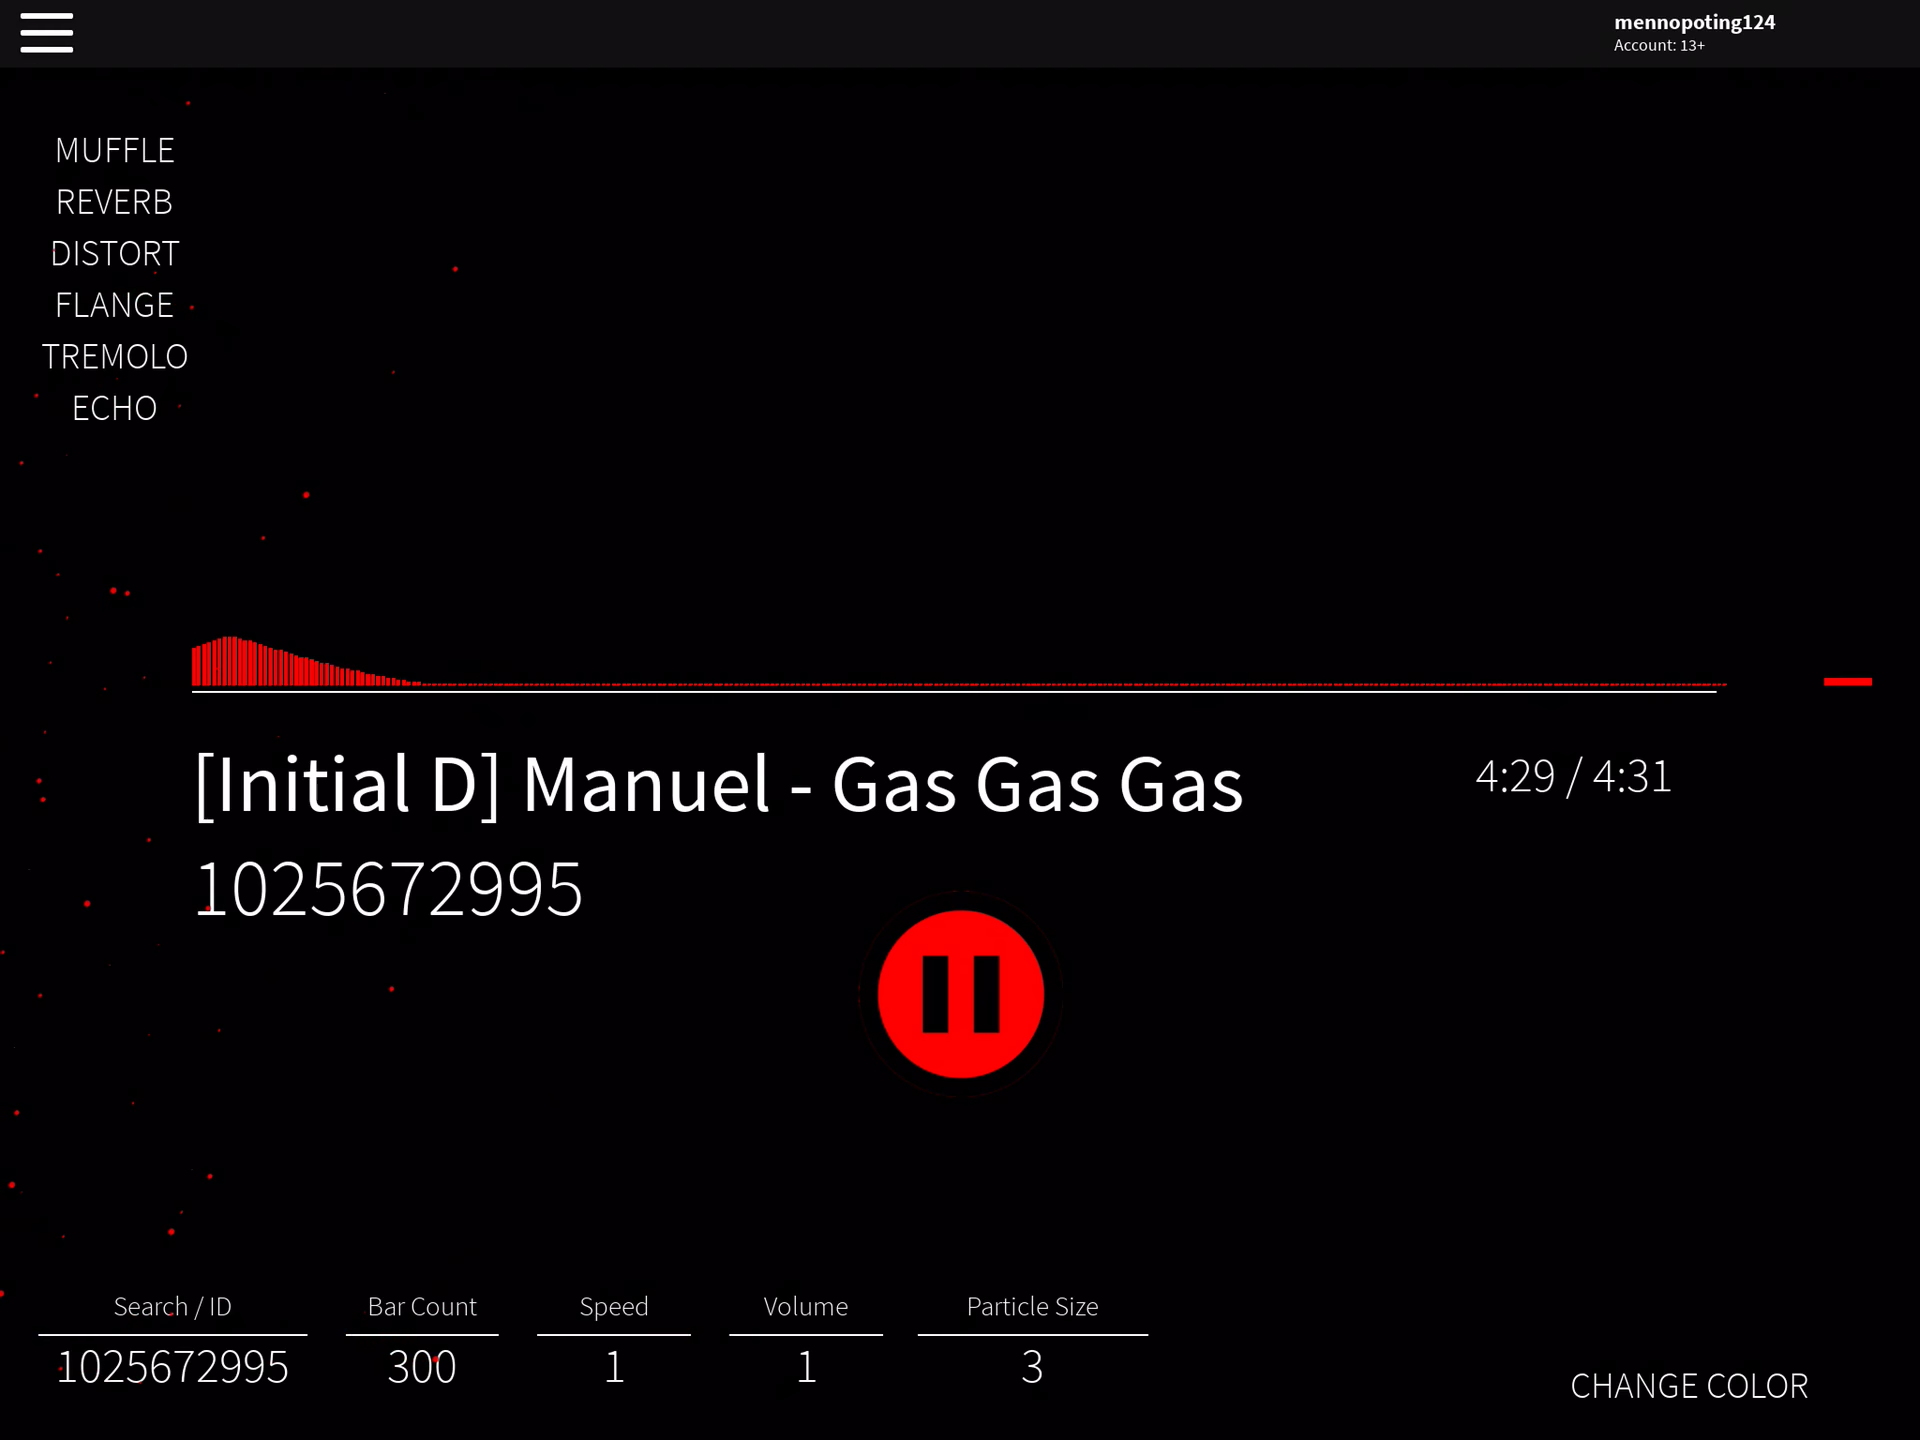 mennopoting124
Account: 13+
MUFFLE
REVERB
DISTORT
FLANGE
TREMOLO
ECHO
[Initial D] Manuel - Gas Gas Gas
4:29 / 4:31
1025672995
Search / ID
Bar Count
Speed
Volume
Particle Size
1025672995
300
1
1
3
CHANGE COLOR